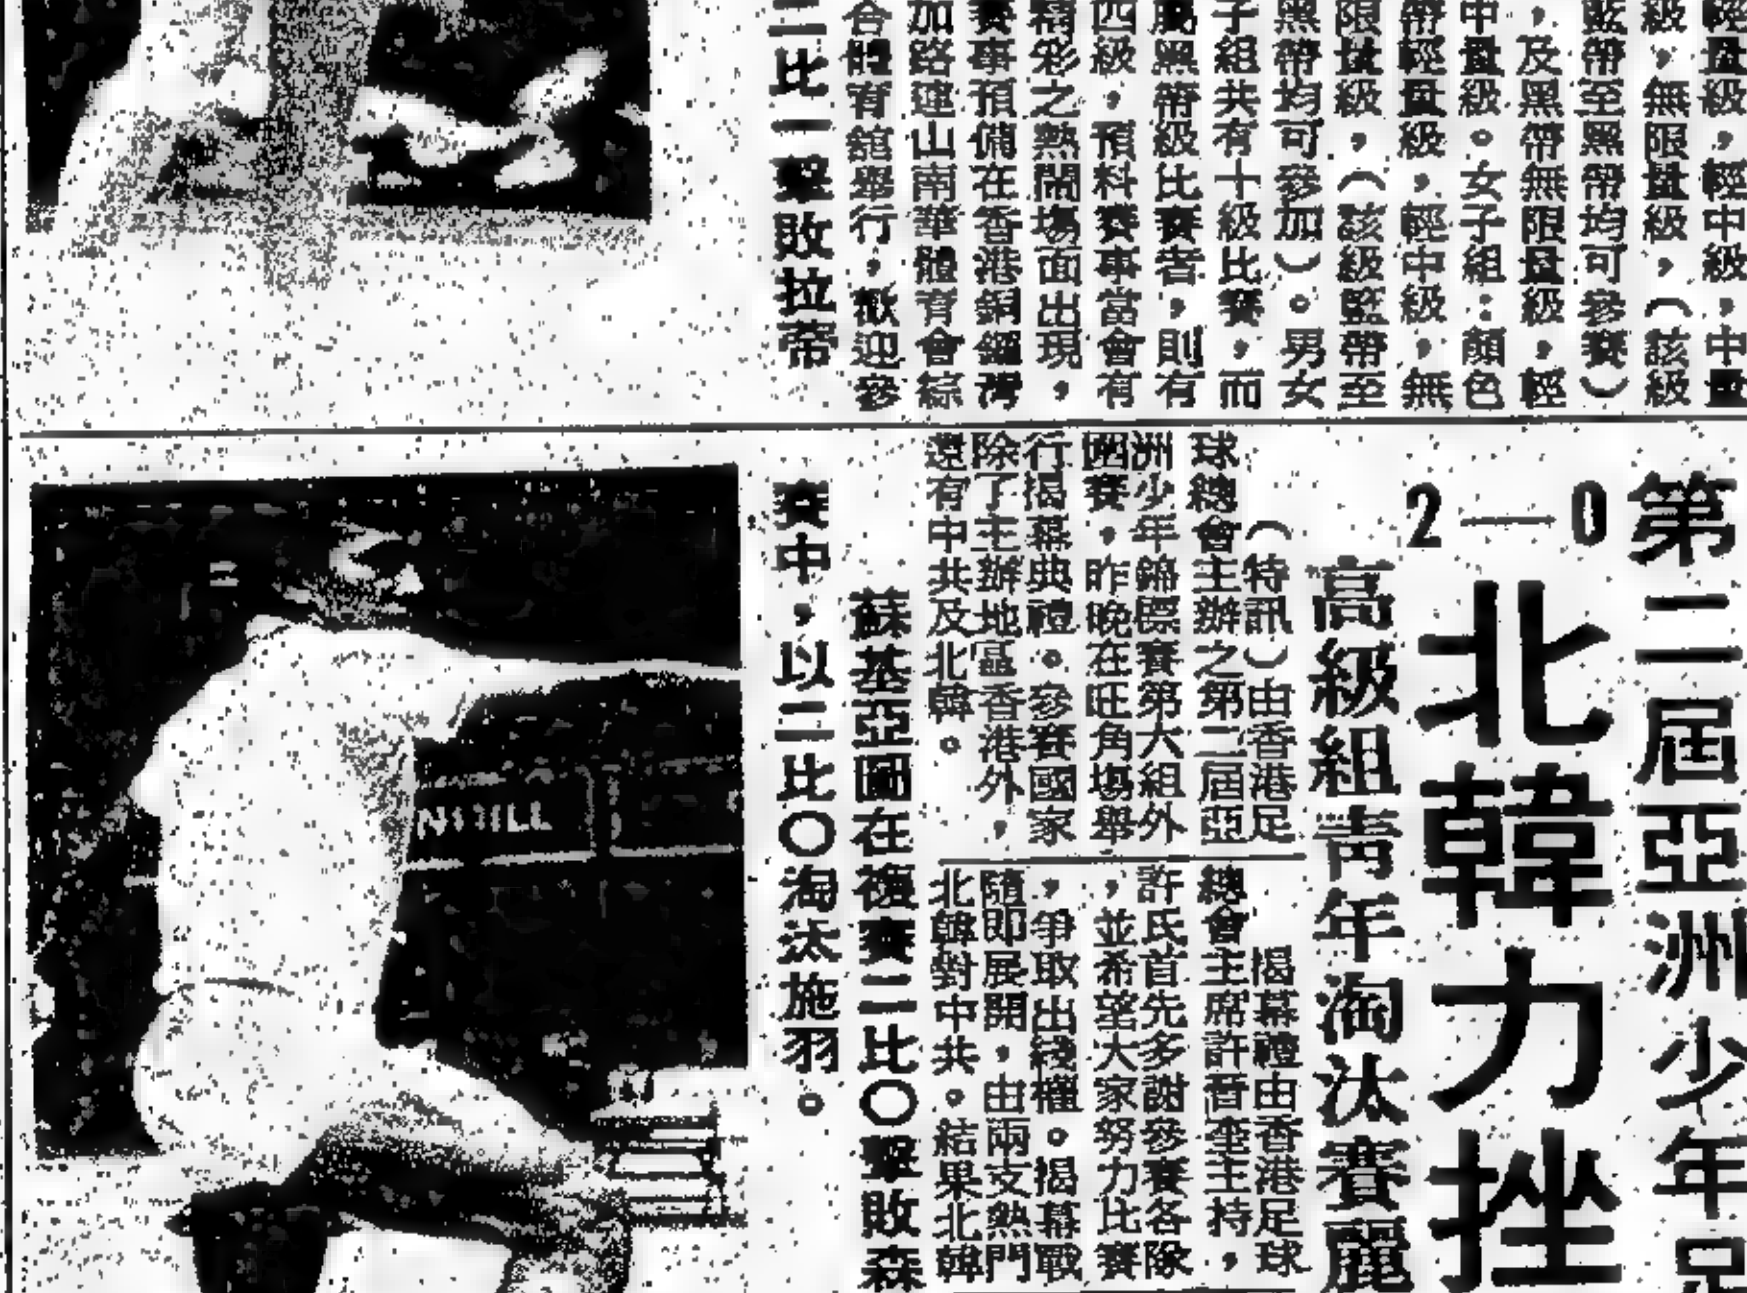 輕量級，輕中級，中量
級，無限量級，（該級
藍帶至黑帶均可參賽）
，及黑帶無限量級，輕
中量級。女子組：顏色
帶輕量級，輕中級，無
限量級，（該級藍帶至
黑帶均可參加）。男女
子組共有十級比賽，而
屬黑帶級比賽者，則有
四級，預料賽事當會有
精彩之熱鬧場面出現，
賽事預備在香港銅鑼灣
加路連山南華體育會綜
合體育館舉行，歡迎參
二比一擊敗拉蒂
第二屆亞洲少年足
2—0
北韓力挫
高級組青年淘汰賽麗
（特訊）由香港足
球總會主辦之第二屆亞
洲少年錦標賽第大組外
圍賽，昨晚在旺角場舉
行揭幕典禮。參賽國家
除了主辦地區香港外，
還有中共及北韓。
揭幕禮由香港足球
總會主席許晉奎主持，
許氏首先多謝參賽各隊
，並希望大家努力比賽
，爭取出綫權。揭幕戰
隨即展開，由兩支熱門
北韓對中共。結果北韓
蘇基亞圖在複賽二比〇擊敗森
賽中，以二比〇淘汰施羽。